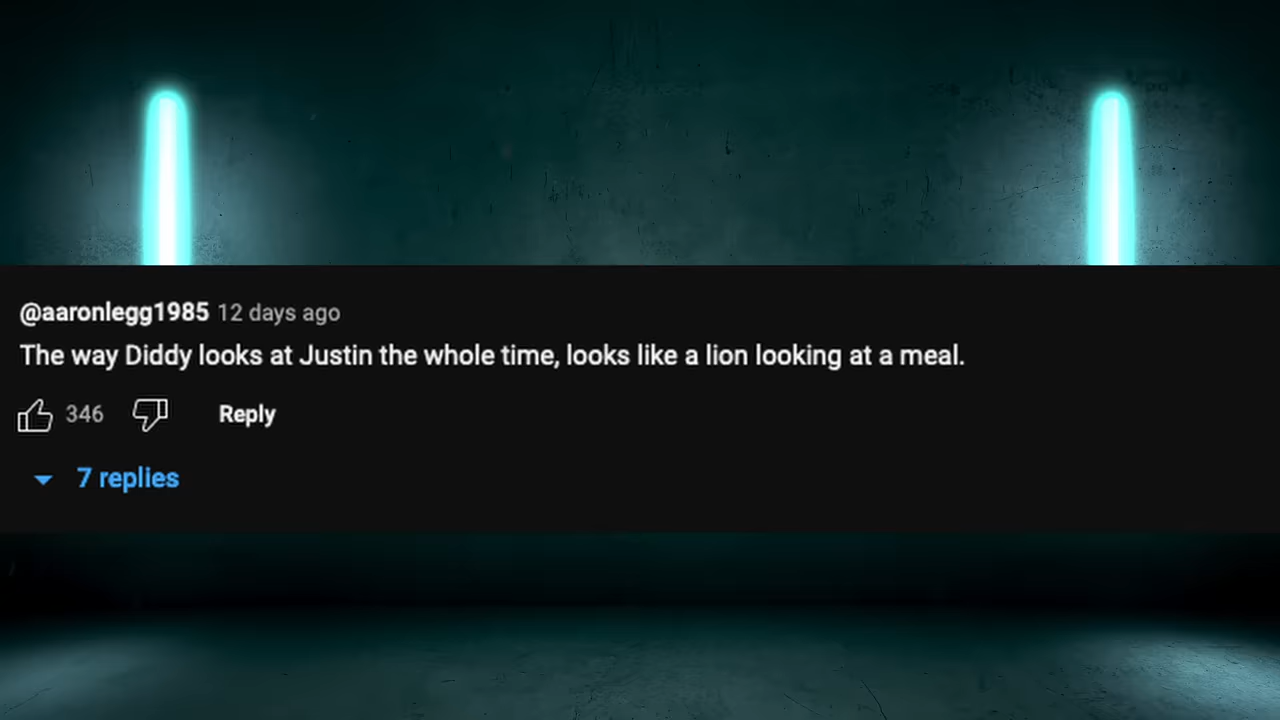 @aaronlegg1985 12 days ago
The way Diddy looks at Justin the whole time, looks like a lion looking at a meal.
346 Reply
7 replies